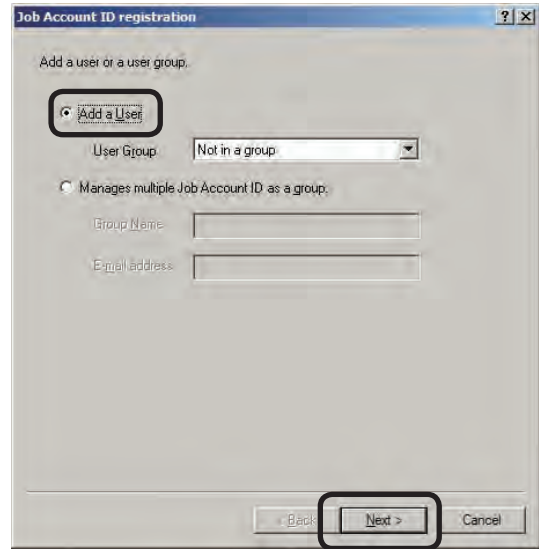 Job Account ID registration
Add a user or a user group.
Add a User
User Group Not in a group
Manages multiple Job Account ID as a group.
Group Name
E-mail address
< Back Next > Cancel